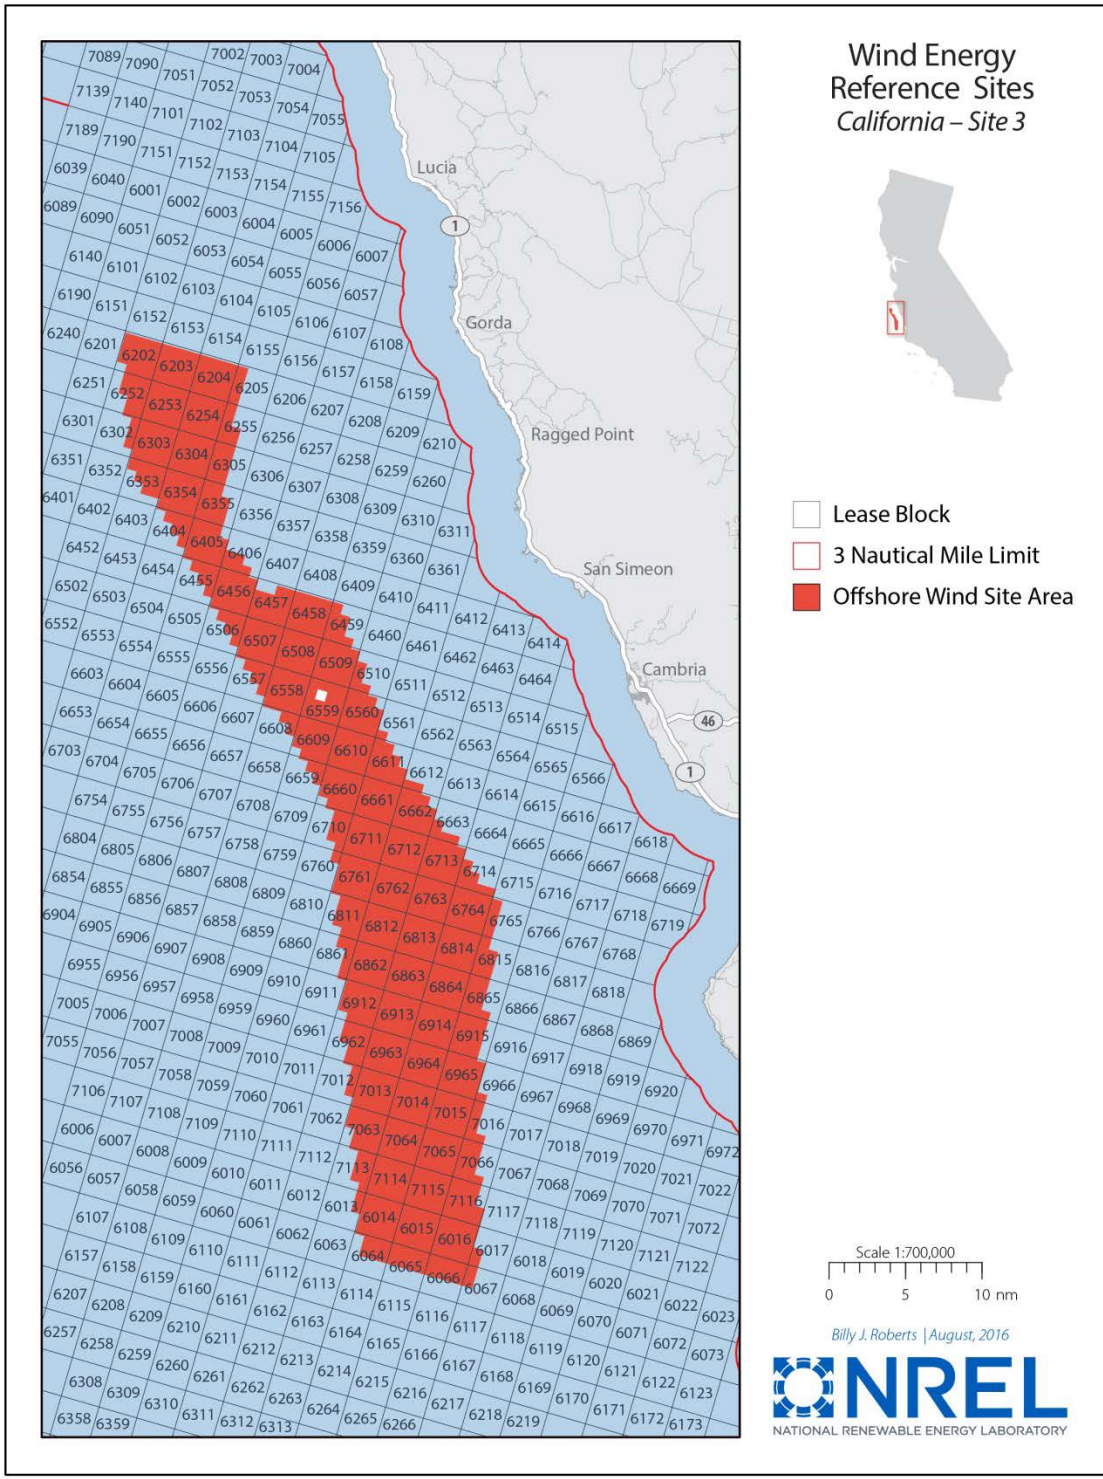 Wind Energy
Reference Sites
California – Site 3
7002 7003 7004
7089 7090 7051 7052 7053 7054 7055
7139 7140 7101 7102 7103 7104 7105
7189 7190 7151 7152 7153 7154 7155 7156
6039 6040 6001 6002 6003 6004 6005 6006 6007
6089 6090 6051 6052 6053 6054 6055 6056 6057
6140 6101 6102 6103 6104 6105 6106 6107 6108
6190 6151 6152 6153 6154 6155 6156 6157 6158 6159
6240 6201 6202 6203 6204 6205 6206 6207 6208 6209 6210
6251 6252 6253 6254 6255 6256 6257 6258 6259 6260
6301 6302 6303 6304 6305 6306 6307 6308 6309 6310 6311
6351 6352 6353 6354 6355 6356 6357 6358 6359 6360 6361
6401 6402 6403 6404 6405 6406 6407 6408 6409 6410 6411 6412 6413 6414
6452 6453 6454 6455 6456 6457 6458 6459 6460 6461 6462 6463 6464
6502 6503 6504 6505 6506 6507 6508 6509 6510 6511 6512 6513 6514 6515
6552 6553 6554 6555 6556 6557 6558 6559 6560 6561 6562 6563 6564 6565 6566
6603 6604 6605 6606 6607 6608 6609 6610 6611 6612 6613 6614 6615 6616 6617 6618
6653 6654 6655 6656 6657 6658 6659 6660 6661 6662 6663 6664 6665 6666 6667 6668 6669
6703 6704 6705 6706 6707 6708 6709 6710 6711 6712 6713 6714 6715 6716 6717 6718 6719
6754 6755 6756 6757 6758 6759 6760 6761 6762 6763 6764 6765 6766 6767 6768
6804 6805 6806 6807 6808 6809 6810 6811 6812 6813 6814 6815 6816 6817 6818
6854 6855 6856 6857 6858 6859 6860 6861 6862 6863 6864 6865 6866 6867 6868 6869
6904 6905 6906 6907 6908 6909 6910 6911 6912 6913 6914 6915 6916 6917 6918 6919 6920
6955 6956 6957 6958 6959 6960 6961 6962 6963 6964 6965 6966 6967 6968 6969 6970 6971 6972
7005 7006 7007 7008 7009 7010 7011 7012 7013 7014 7015 7016 7017 7018 7019 7020 7021 7022
7055 7056 7057 7058 7059 7060 7061 7062 7063 7064 7065 7066 7067 7068 7069 7070 7071 7072
7106 7107 7108 7109 7110 7111 7112 7113 7114 7115 7116 7117 7118 7119 7120 7121 7122
6006 6007 6008 6009 6010 6011 6012 6013 6014 6015 6016 6017 6018 6019 6020 6021 6022 6023
6056 6057 6058 6059 6060 6061 6062 6063 6064 6065 6066 6067 6068 6069 6070 6071 6072 6073
6107 6108 6109 6110 6111 6112 6113 6114 6115 6116 6117 6118 6119 6120 6121 6122 6123
6157 6158 6159 6160 6161 6162 6163 6164 6165 6166 6167 6168 6169 6170 6171 6172 6173
6207 6208 6209 6210 6211 6212 6213 6214 6215 6216 6217 6218 6219
6257 6258 6259 6260 6261 6262 6263 6264 6265 6266
6308 6309 6310 6311 6312 6313
6358 6359
Lucia
1
Gorda
Ragged Point
San Simeon
Cambria
46
1
Lease Block
3 Nautical Mile Limit
Offshore Wind Site Area
Scale 1:700,000
0 5 10 nm
Billy J. Roberts | August, 2016
NREL
NATIONAL RENEWABLE ENERGY LABORATORY